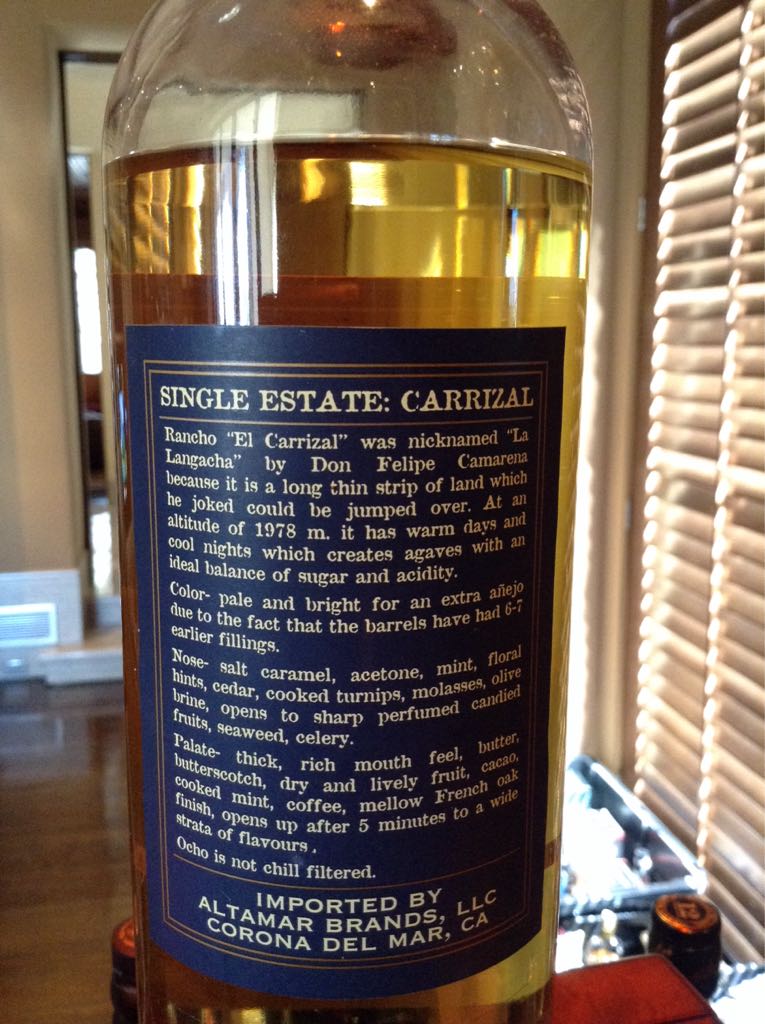 SINGLE ESTATE: CARRIZAL
Rancho "El Carrizal" was nicknamed "La
Langacha" by Don Felipe Camarena
because it is a long thin strip of land which
he joked could be jumped over. At an
altitude of 1978 m. it has warm days and
cool nights which creates agaves with an
ideal balance of sugar and acidity.
Color- pale and bright for an extra añejo
due to the fact that the barrels have had 6-7
earlier fillings.
Nose- salt caramel, acetone, mint, floral
hints, cedar, cooked turnips, molasses, olive
brine, opens to sharp perfumed candied
fruits, seaweed, celery.
Palate- thick, rich mouth feel, butter,
butterscotch, dry and lively fruit, cacao,
cooked mint, coffee, mellow French oak
finish, opens up after 5 minutes to a wide
strata of flavours.
Ocho is not chill filtered.
IMPORTED BY
ALTAMAR BRANDS, LLC
CORONA DEL MAR, CA